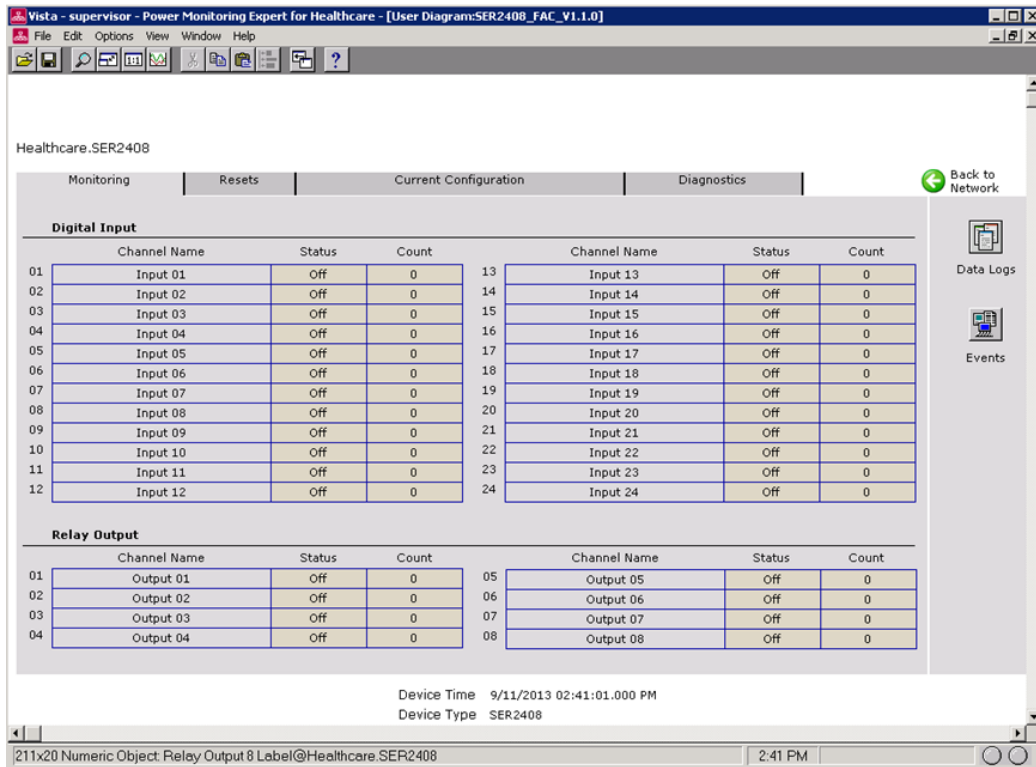 Vista - supervisor - Power Monitoring Expert for Healthcare - [User Diagram:SER2408_FAC_V1.1.0]
File Edit Options View Window Help
1:1 ?
Healthcare.SER2408
Monitoring Resets Current Configuration Diagnostics Back to Network
Digital Input
Channel Name Status Count Channel Name Status Count
01 Input 01 Off 0 13 Input 13 Off 0
02 Input 02 Off 0 14 Input 14 Off 0
03 Input 03 Off 0 15 Input 15 Off 0
04 Input 04 Off 0 16 Input 16 Off 0
05 Input 05 Off 0 17 Input 17 Off 0
06 Input 06 Off 0 18 Input 18 Off 0
07 Input 07 Off 0 19 Input 19 Off 0
08 Input 08 Off 0 20 Input 20 Off 0
09 Input 09 Off 0 21 Input 21 Off 0
10 Input 10 Off 0 22 Input 22 Off 0
11 Input 11 Off 0 23 Input 23 Off 0
12 Input 12 Off 0 24 Input 24 Off 0
Data Logs
Events
Relay Output
Channel Name Status Count Channel Name Status Count
01 Output 01 Off 0 05 Output 05 Off 0
02 Output 02 Off 0 06 Output 06 Off 0
03 Output 03 Off 0 07 Output 07 Off 0
04 Output 04 Off 0 08 Output 08 Off 0
Device Time 9/11/2013 02:41:01.000 PM
Device Type SER2408
211x20 Numeric Object: Relay Output 8 Label@Healthcare.SER2408 2:41 PM